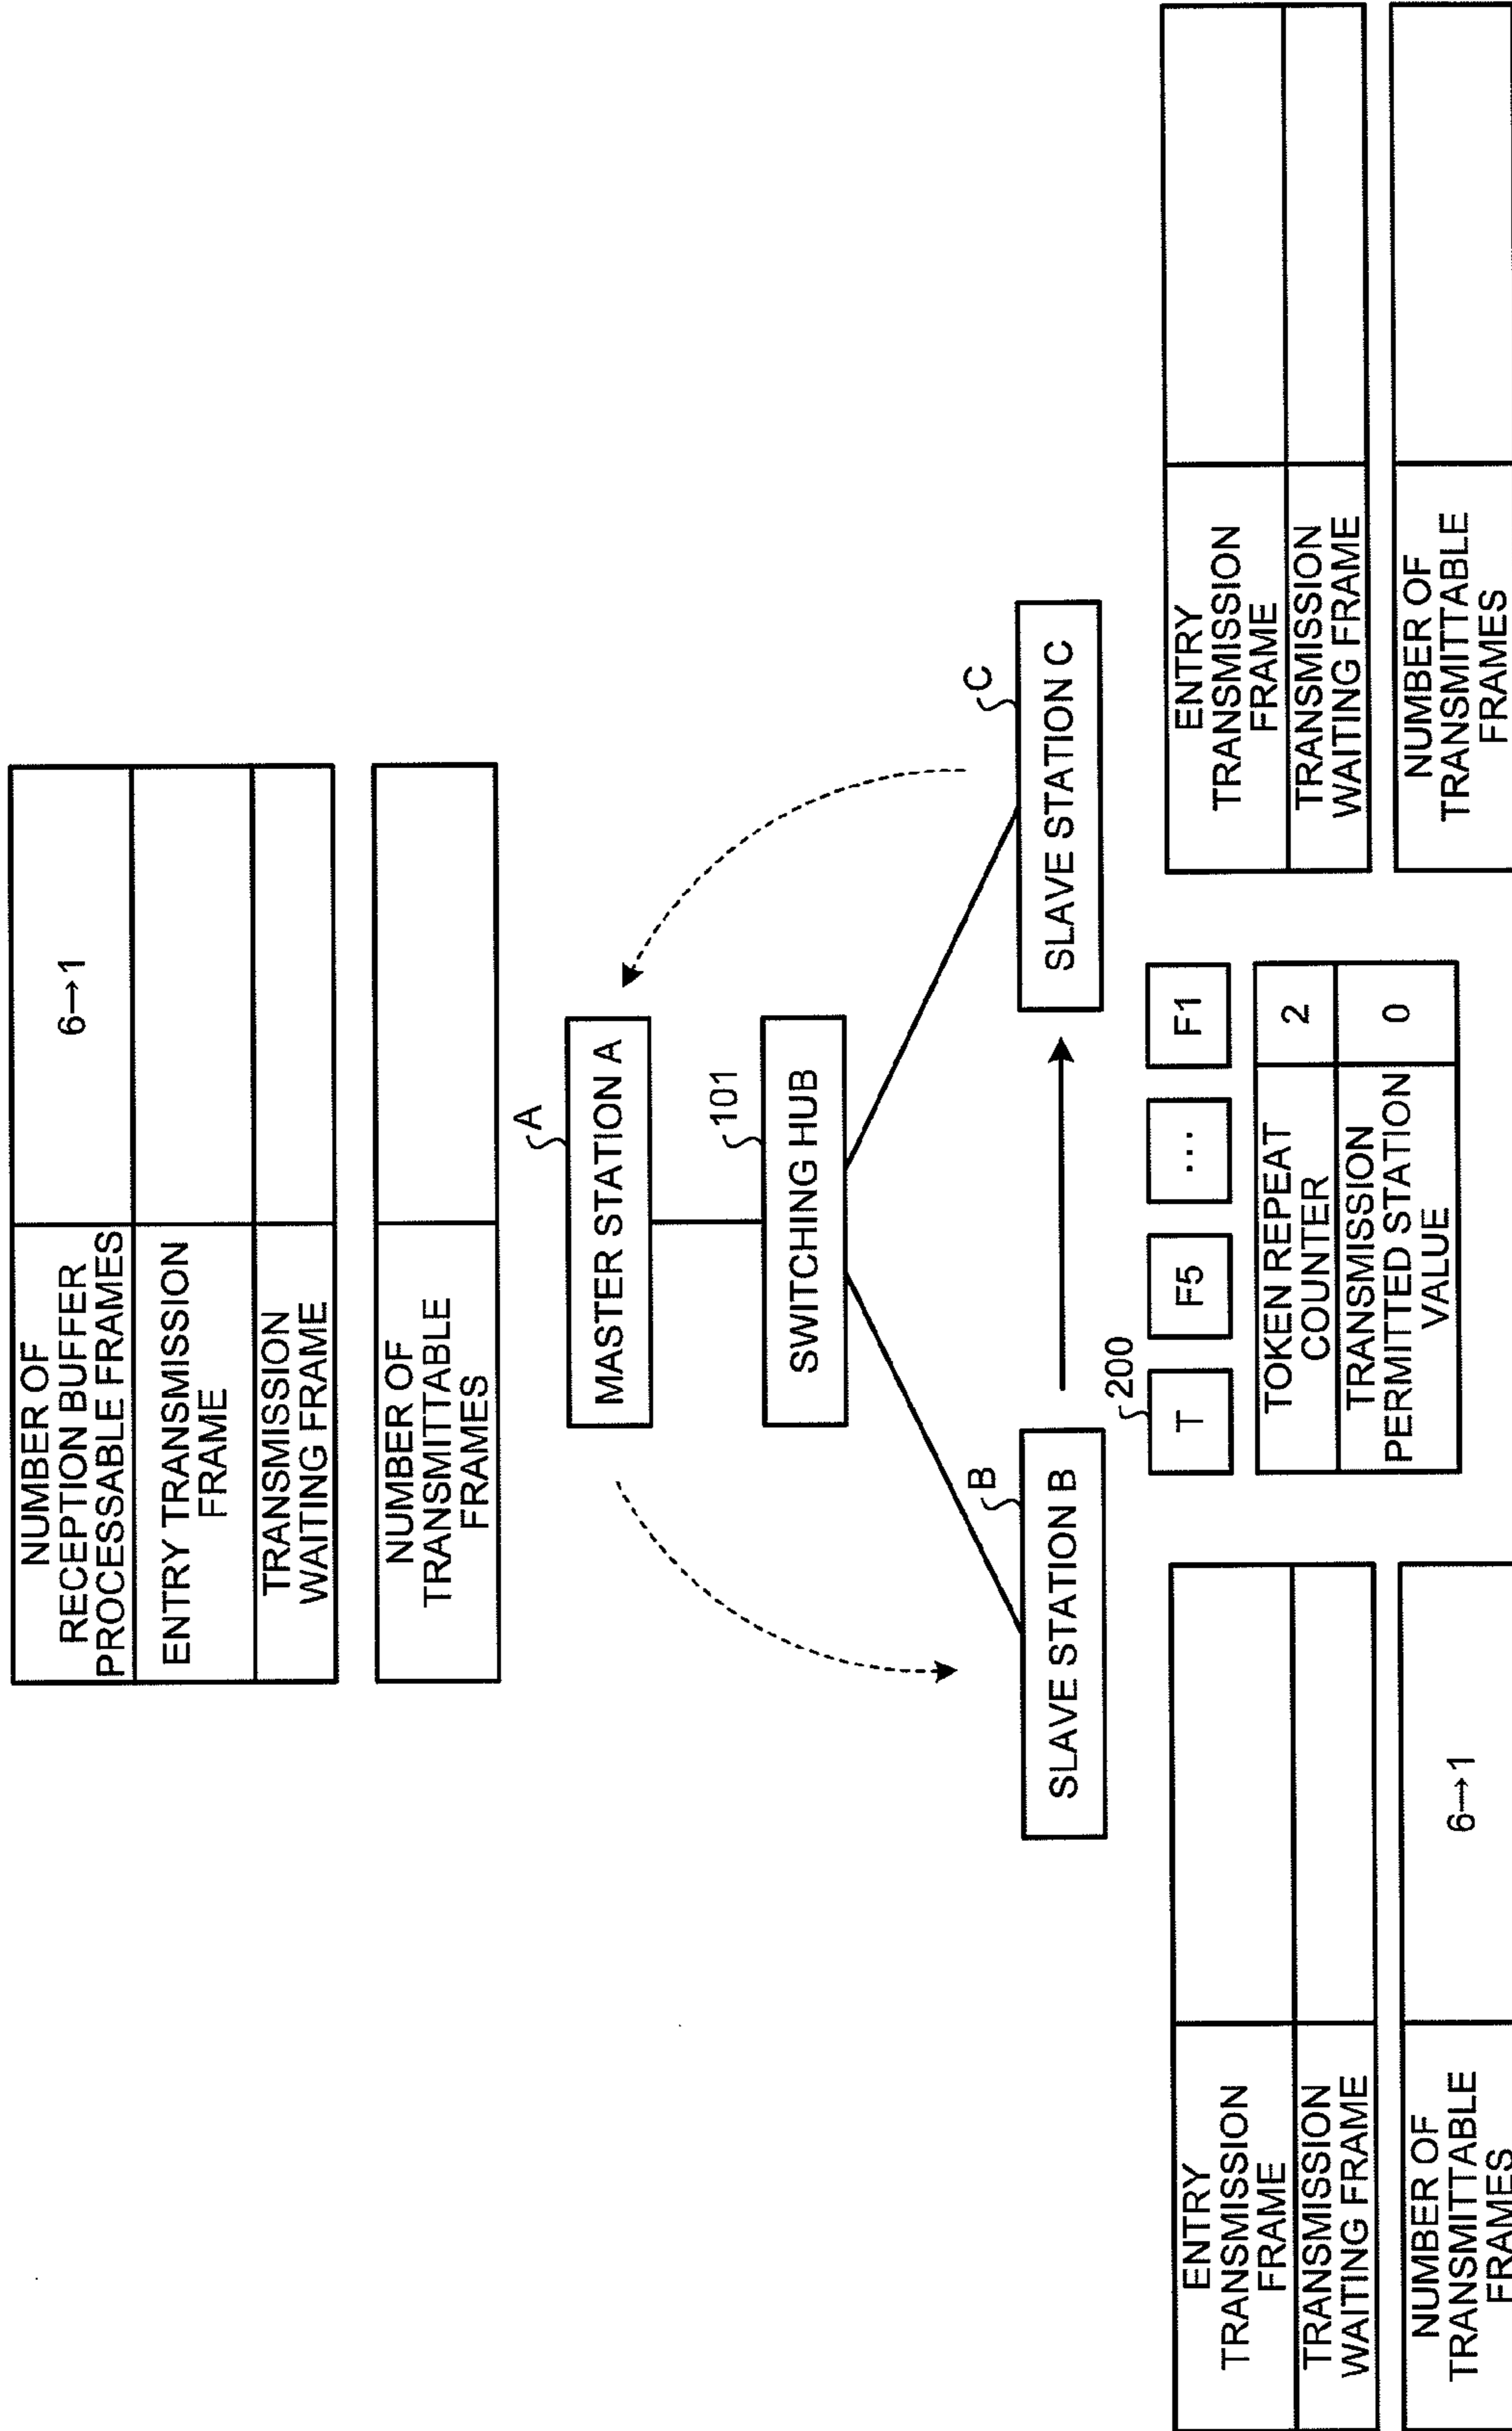 NUMBER OF
RECEPTION BUFFER
PROCESSABLE FRAMES
6→1
ENTRY TRANSMISSION
FRAME
TRANSMISSION
WAITING FRAME
NUMBER OF
TRANSMITTABLE
FRAMES
A
MASTER STATION A
101
SWITCHING HUB
B
SLAVE STATION B
C
SLAVE STATION C
200
T
F5
...
F1
TOKEN REPEAT
COUNTER
2
TRANSMISSION
PERMITTED STATION
VALUE
0
ENTRY
TRANSMISSION
FRAME
TRANSMISSION
WAITING FRAME
NUMBER OF
TRANSMITTABLE
FRAMES
6→1
ENTRY
TRANSMISSION
FRAME
TRANSMISSION
WAITING FRAME
NUMBER OF
TRANSMITTABLE
FRAMES